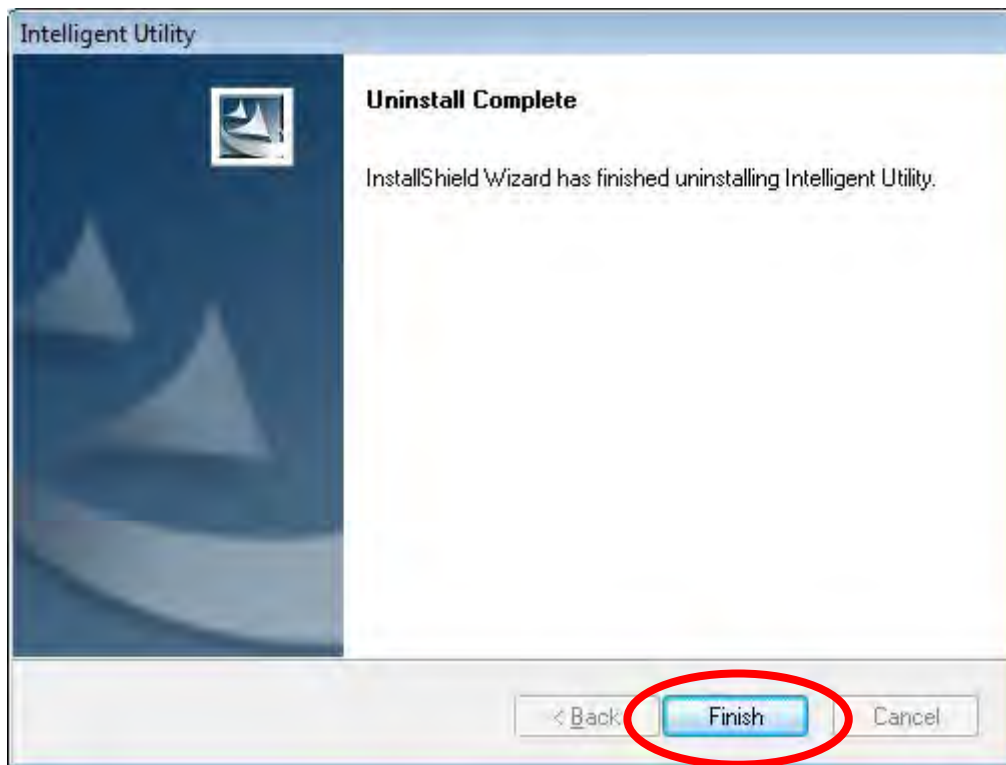 Intelligent Utility
Uninstall Complete
InstallShield Wizard has finished uninstalling Intelligent Utility.
< Back Finish Cancel